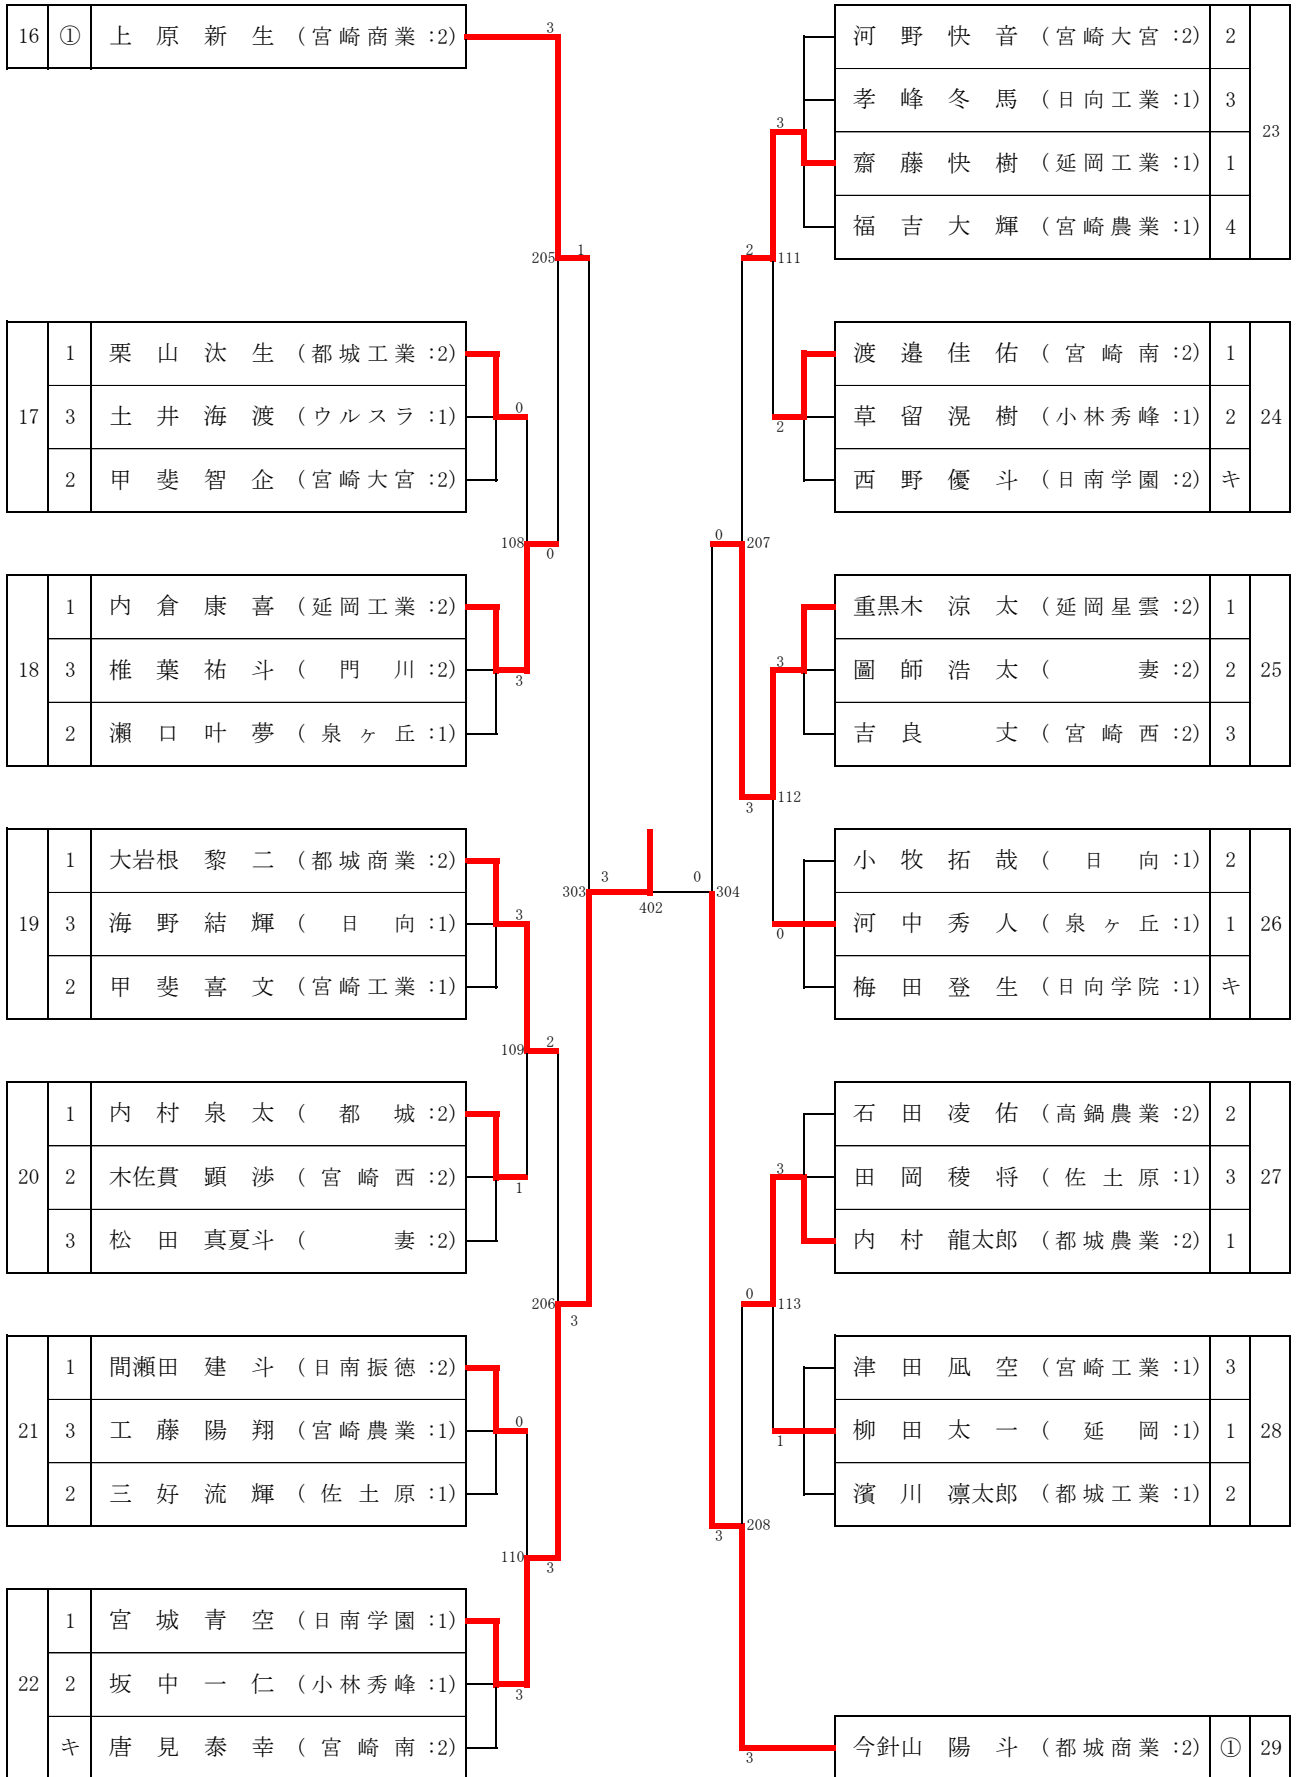 16 ① 上原新生 (宮崎商業:2)
3
205 1
17
1 栗山汰生 (都城工業:2)
3 土井海渡 (ウルスラ:1)
2 甲斐智企 (宮崎大宮:2)
0
108 0
18
1 内倉康喜 (延岡工業:2)
3 椎葉祐斗 (門川:2)
2 瀬口叶夢 (泉ヶ丘:1)
3
19
1 大岩根黎二 (都城商業:2)
3 海野結輝 (日向:1)
2 甲斐喜文 (宮崎工業:1)
3
109 2
20
1 内村泉太 (都城:2)
2 木佐貫顕渉 (宮崎西:2)
3 松田真夏斗 (妻:2)
1
206 3
21
1 間瀬田建斗 (日南振徳:2)
3 工藤陽翔 (宮崎農業:1)
2 三好流輝 (佐土原:1)
0
110 3
22
1 宮城青空 (日南学園:1)
2 坂中一仁 (小林秀峰:1)
キ 唐見泰幸 (宮崎南:2)
3
303 3 402 0 304
河野快音 (宮崎大宮:2) 2
孝峰冬馬 (日向工業:1) 3
齋藤快樹 (延岡工業:1) 1
福吉大輝 (宮崎農業:1) 4
23
3
2 111
渡邉佳佑 (宮崎南:2) 1
草留滉樹 (小林秀峰:1) 2
西野優斗 (日南学園:2) キ
24
2
0 207
重黒木涼太 (延岡星雲:2) 1
圖師浩太 (妻:2) 2
吉良丈 (宮崎西:2) 3
25
3
3 112
小牧拓哉 (日向:1) 2
河中秀人 (泉ヶ丘:1) 1
梅田登生 (日向学院:1) キ
26
0
石田凌佑 (高鍋農業:2) 2
田岡稜将 (佐土原:1) 3
内村龍太郎 (都城農業:2) 1
27
3
0 113
津田凪空 (宮崎工業:1) 3
柳田太一 (延岡:1) 1
濱川凛太郎 (都城工業:1) 2
28
1
3 208
3
今針山陽斗 (都城商業:2) ① 29